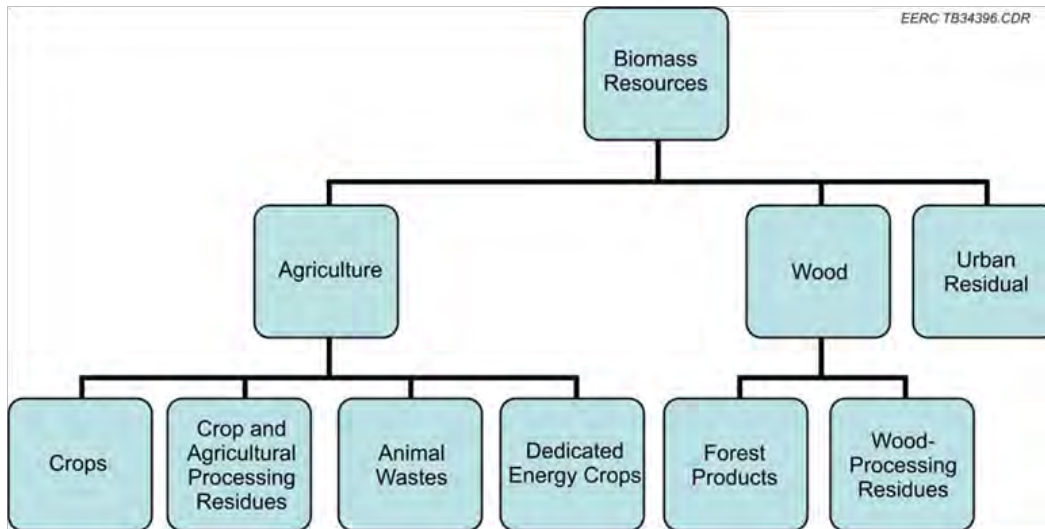 EERC TB34396.CDR
Biomass
Resources
Agriculture
Wood
Urban
Residual
Crops
Crop and
Agricultural
Processing
Residues
Animal
Wastes
Dedicated
Energy Crops
Forest
Products
Wood-
Processing
Residues